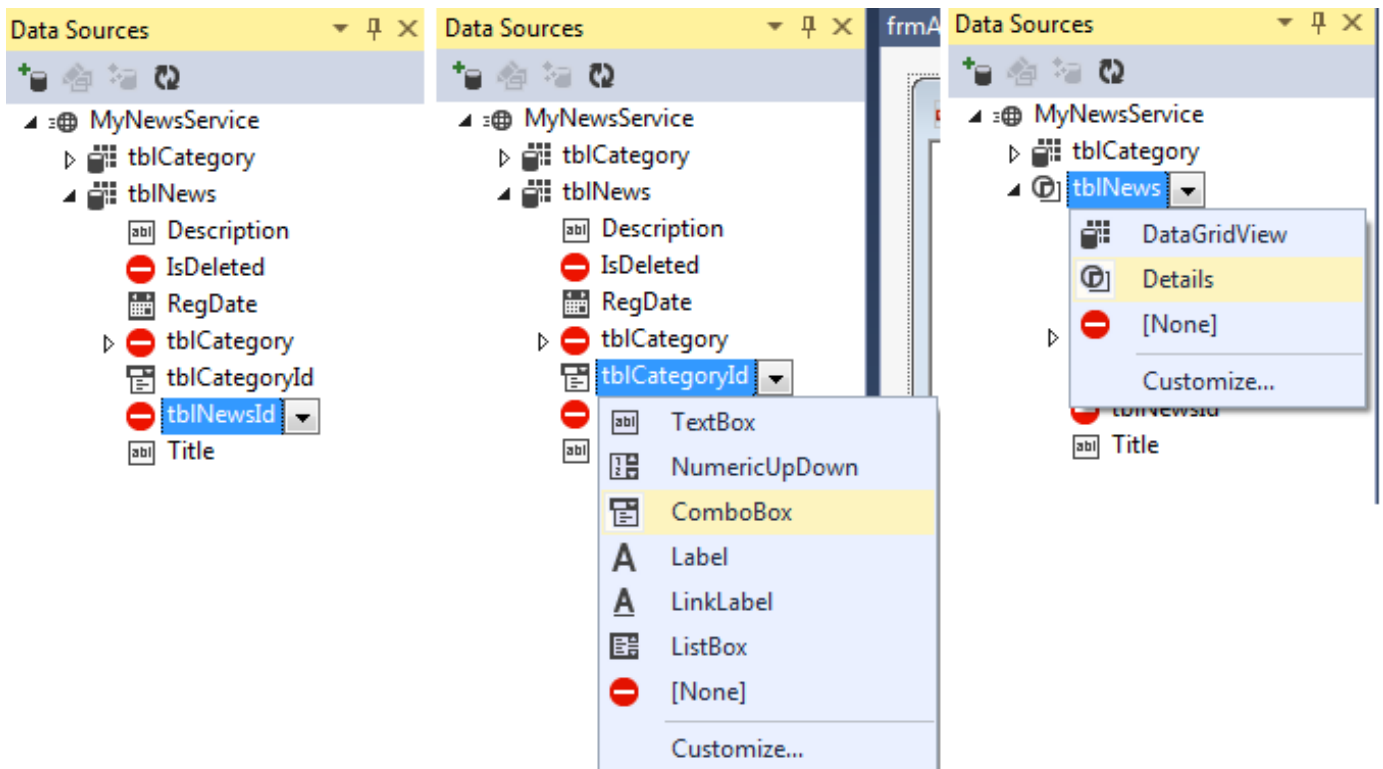 Data Sources
MyNewsService
tblCategory
tblNews
Description
IsDeleted
RegDate
tblCategory
tblCategoryId
tblNewsId
Title
Data Sources
MyNewsService
tblCategory
tblNews
Description
IsDeleted
RegDate
tblCategory
tblCategoryId
TextBox
NumericUpDown
ComboBox
Label
LinkLabel
ListBox
[None]
Customize...
frmA
Data Sources
MyNewsService
tblCategory
tblNews
DataGridView
Details
[None]
Customize...
tblNewsId
Title